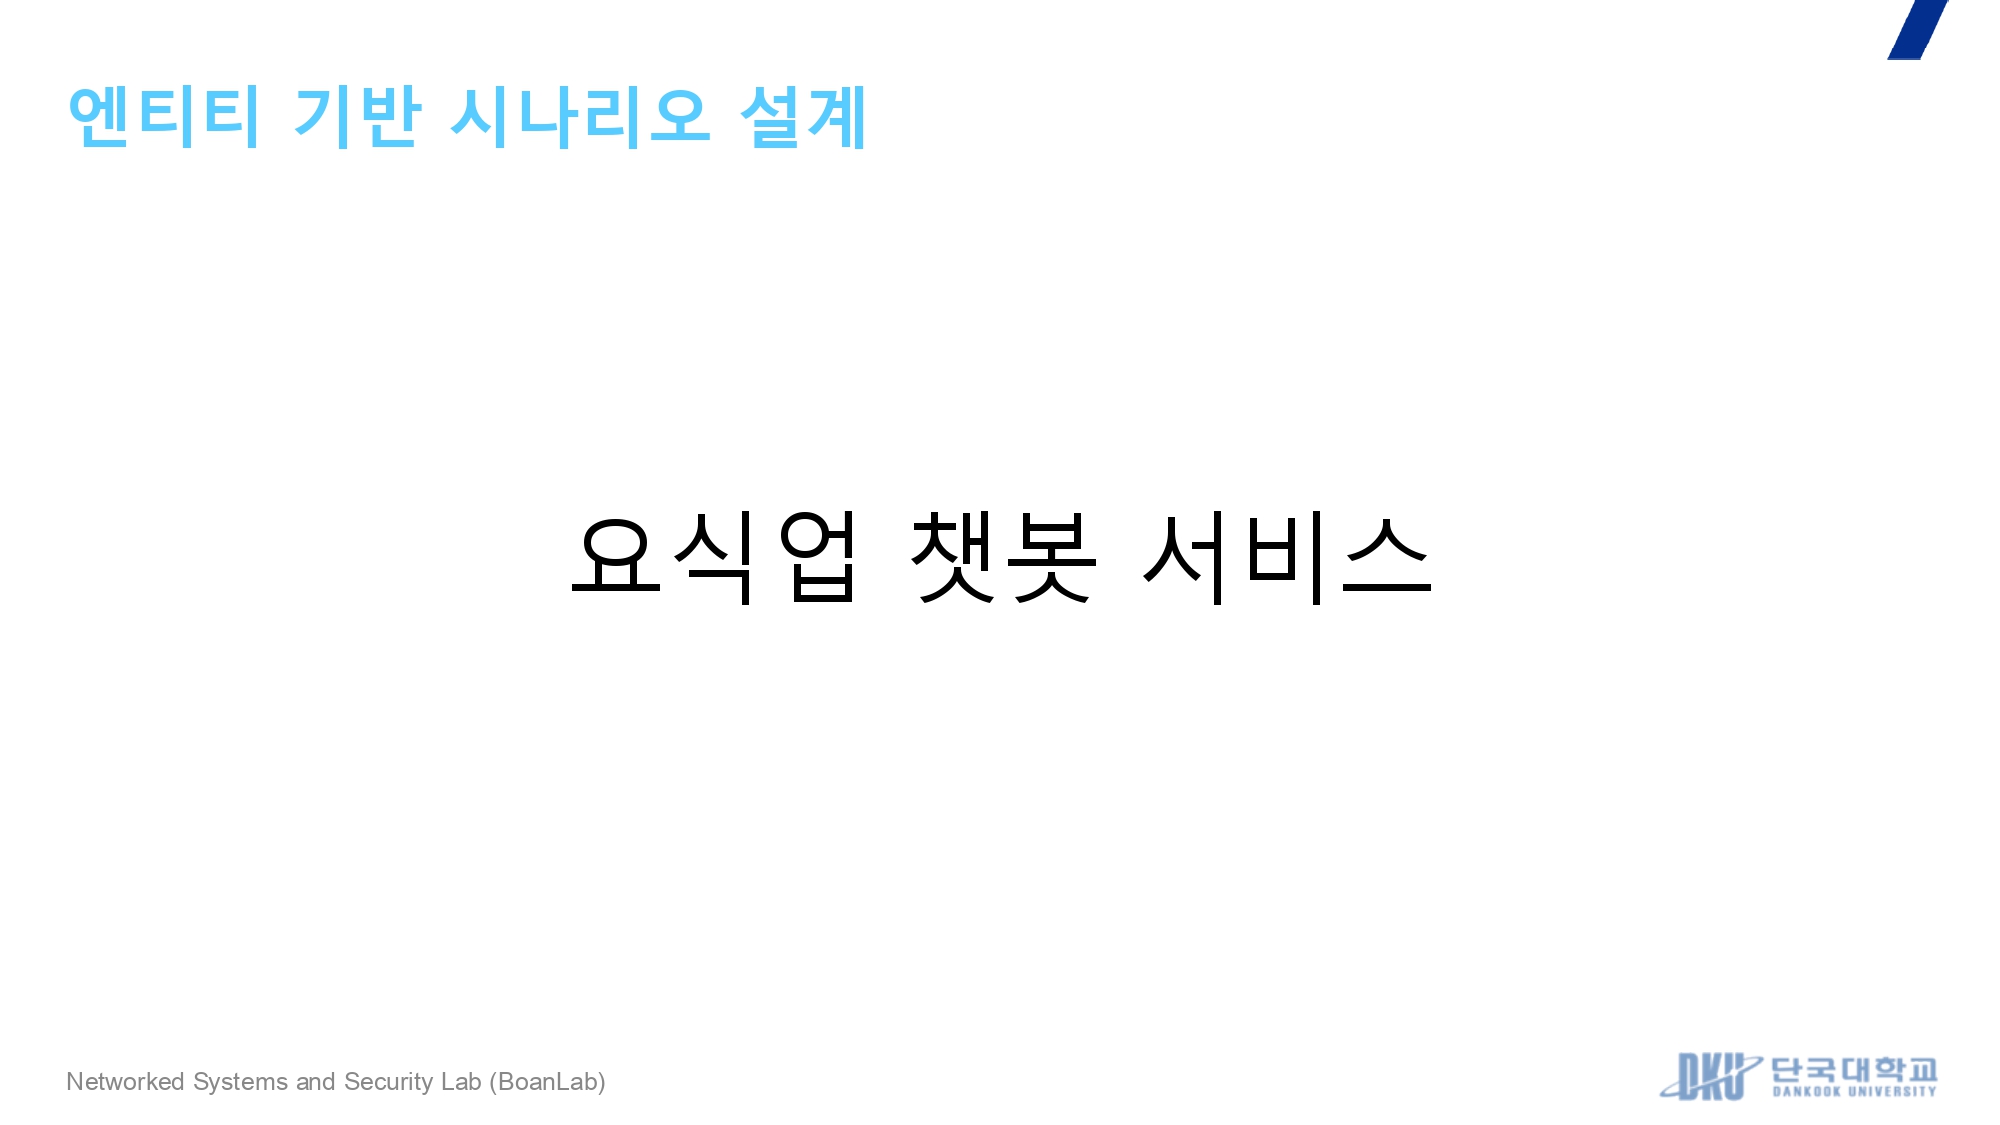 엔티티 기반 시나리오 설계
요식업 챗봇 서비스
Networked Systems and Security Lab (BoanLab)
DKU 단국대학교
DANKOOK UNIVERSITY